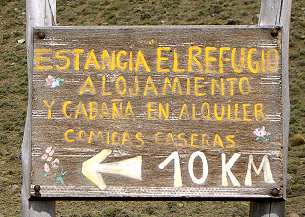 ESTANCIA "EL REFUGIO"
ALOJAMIENTO
Y CABAÑA EN ALQUILER
COMIDAS CASERAS
10 KM